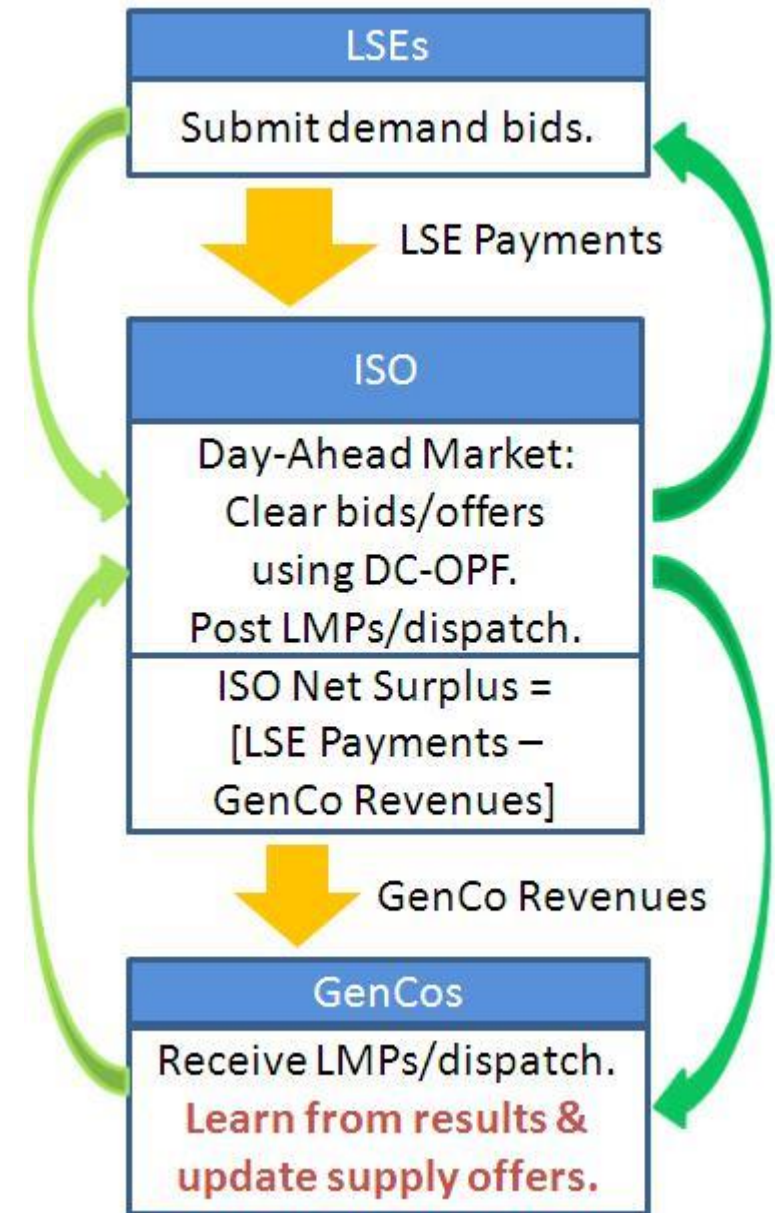 LSEs
Submit demand bids.
LSE Payments
ISO
Day-Ahead Market:
Clear bids/offers
using DC-OPF.
Post LMPs/dispatch.
ISO Net Surplus =
[LSE Payments –
GenCo Revenues]
GenCo Revenues
GenCos
Receive LMPs/dispatch.
Learn from results &
update supply offers.